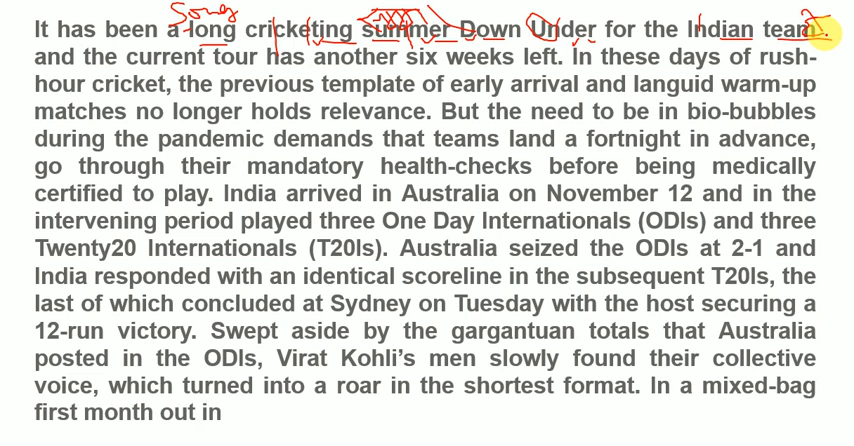 Song
It has been a long cricketing summer Down Under for the Indian team
and the current tour has another six weeks left. In these days of rush-
hour cricket, the previous template of early arrival and languid warm-up
matches no longer holds relevance. But the need to be in bio-bubbles
during the pandemic demands that teams land a fortnight in advance,
go through their mandatory health-checks before being medically
certified to play. India arrived in Australia on November 12 and in the
intervening period played three One Day Internationals (ODIs) and three
Twenty20 Internationals (T20Is). Australia seized the ODIs at 2-1 and
India responded with an identical scoreline in the subsequent T20Is, the
last of which concluded at Sydney on Tuesday with the host securing a
12-run victory. Swept aside by the gargantuan totals that Australia
posted in the ODIs, Virat Kohli’s men slowly found their collective
voice, which turned into a roar in the shortest format. In a mixed-bag
first month out in